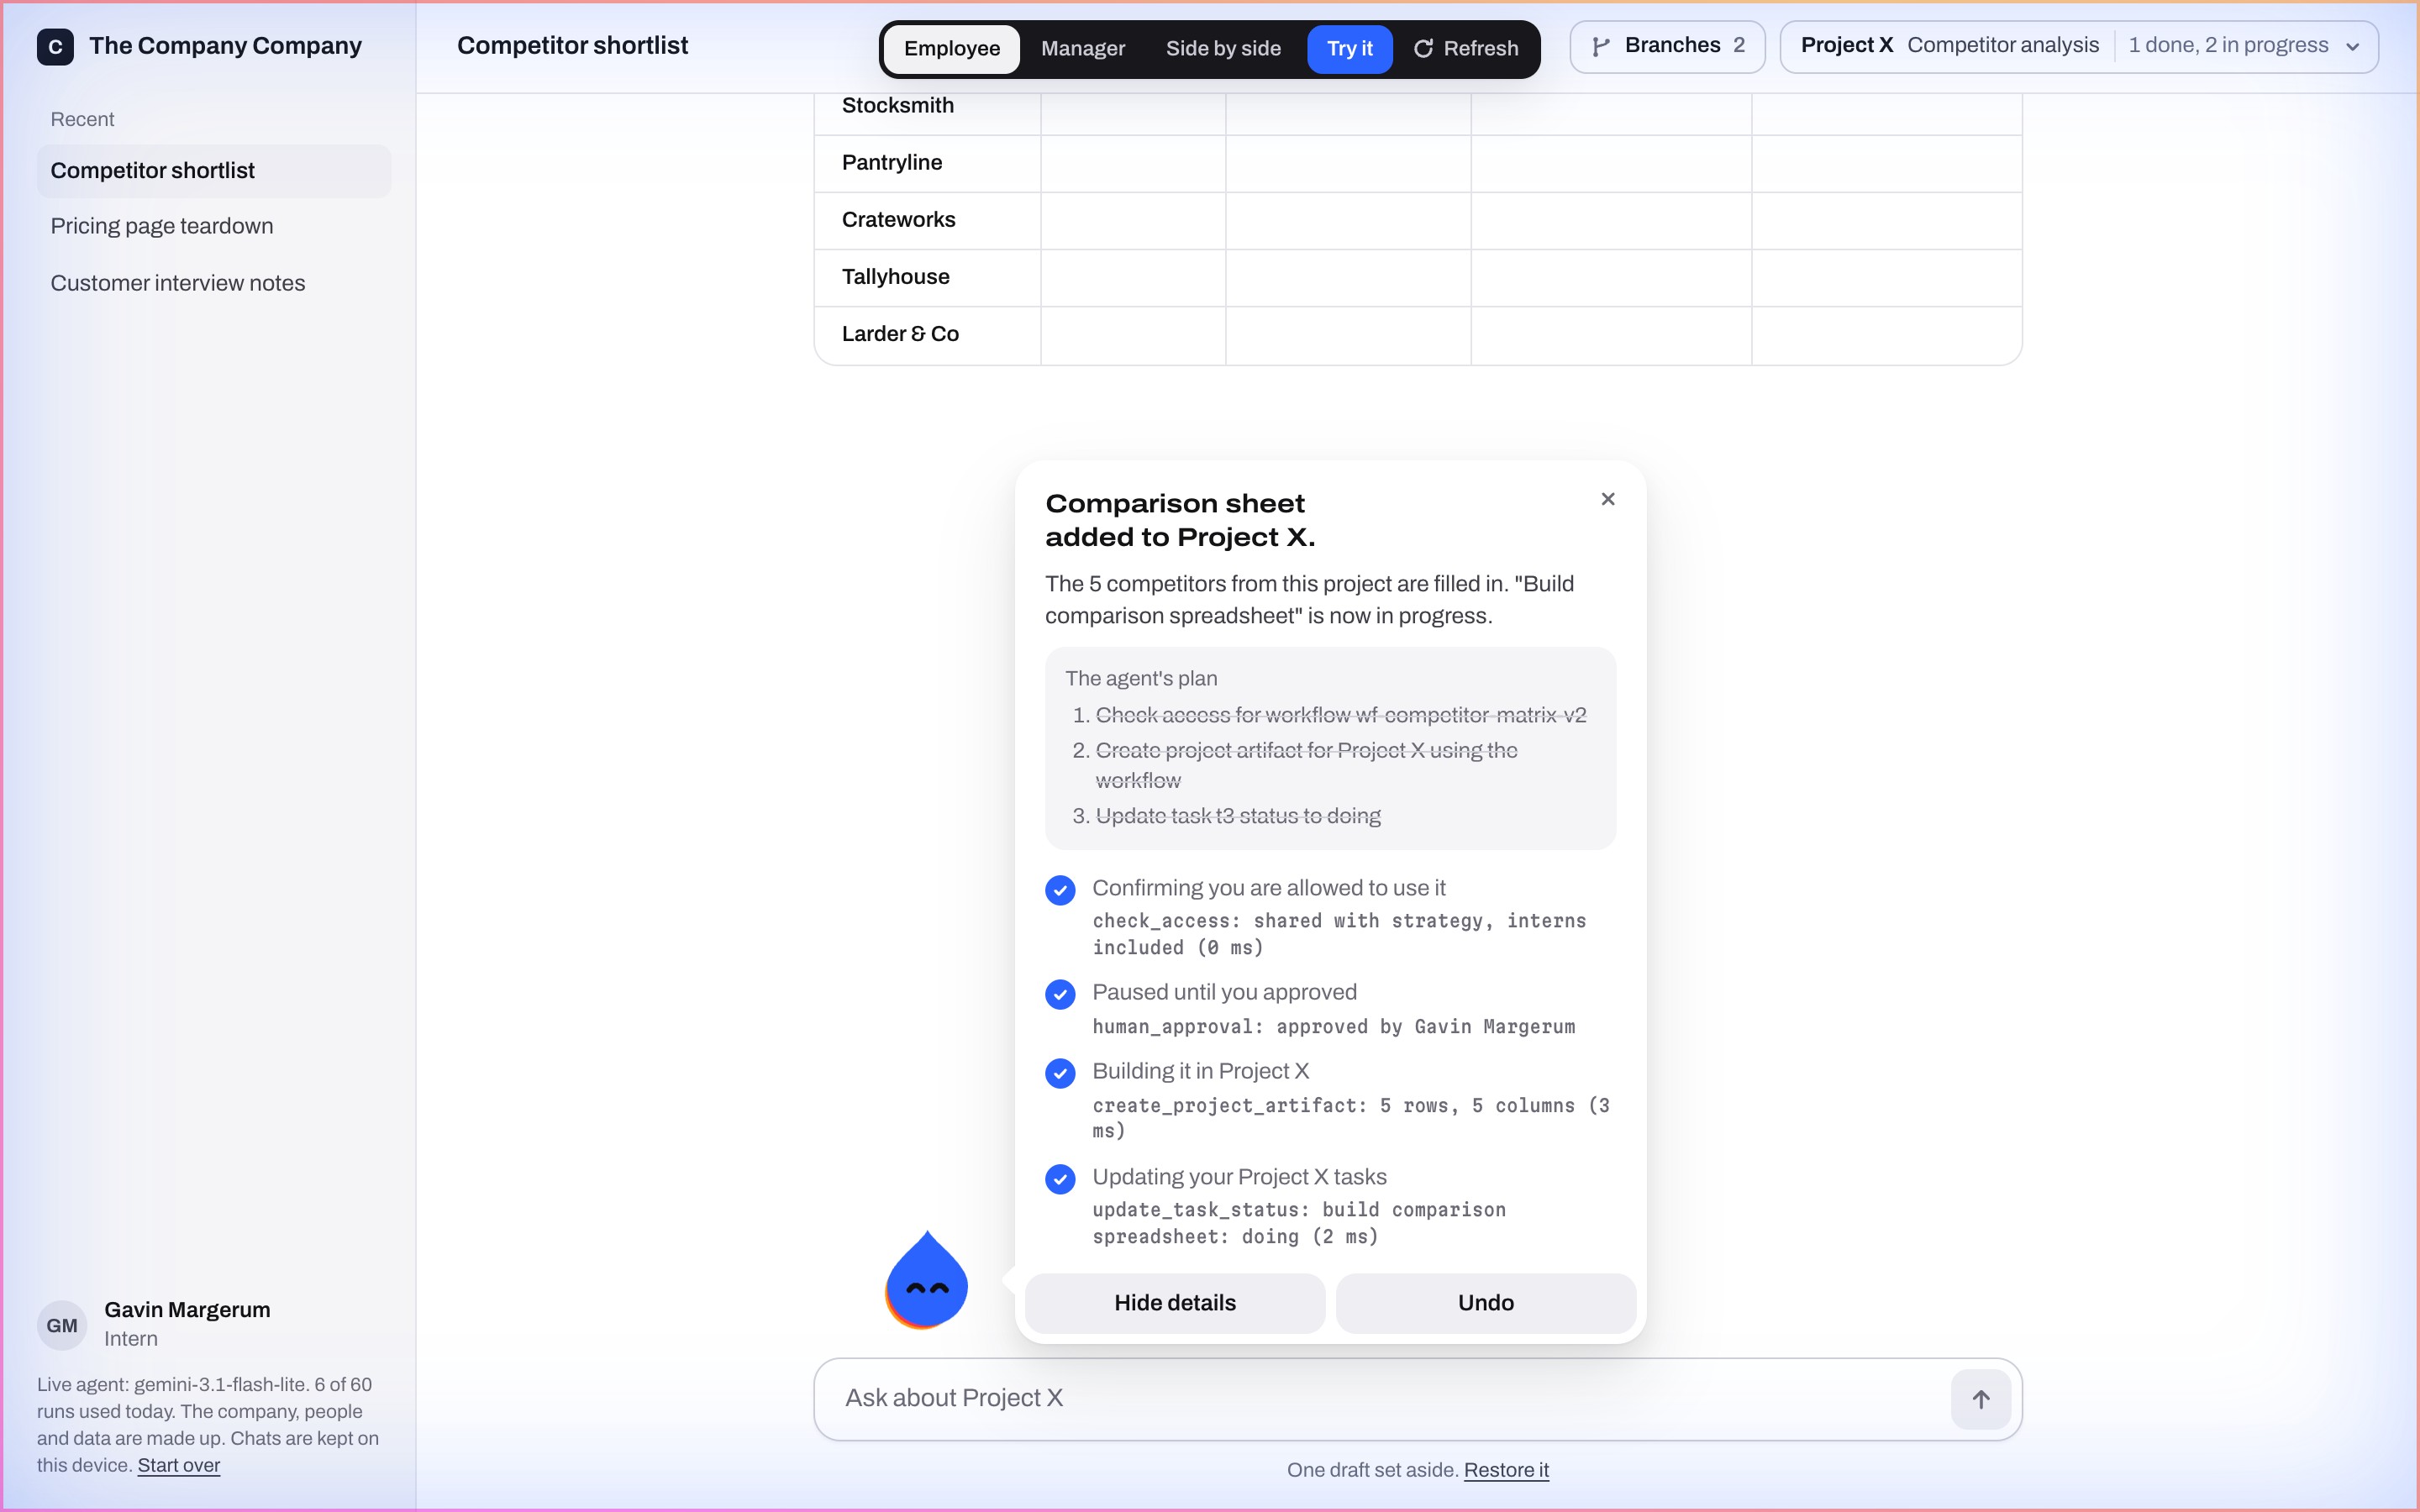 C The Company Company
Recent
Competitor shortlist
Pricing page teardown
Customer interview notes
GM
Gavin Margerum
Intern
Live agent: gemini-3.1-flash-lite. 6 of 60
runs used today. The company, people
and data are made up. Chats are kept on
this device. Start over
Competitor shortlist
Employee Manager Side by side Try it Refresh
Branches 2
Project X Competitor analysis 1 done, 2 in progress
Stocksmith
Pantryline
Crateworks
Tallyhouse
Larder & Co
Comparison sheet
added to Project X.
The 5 competitors from this project are filled in. "Build
comparison spreadsheet" is now in progress.
The agent's plan
1. Check access for workflow wf-competitor-matrix-v2
2. Create project artifact for Project X using the
workflow
3. Update task t3 status to doing
Confirming you are allowed to use it
check_access: shared with strategy, interns
included (0 ms)
Paused until you approved
human_approval: approved by Gavin Margerum
Building it in Project X
create_project_artifact: 5 rows, 5 columns (3
ms)
Updating your Project X tasks
update_task_status: build comparison
spreadsheet: doing (2 ms)
Hide details Undo
Ask about Project X
One draft set aside. Restore it